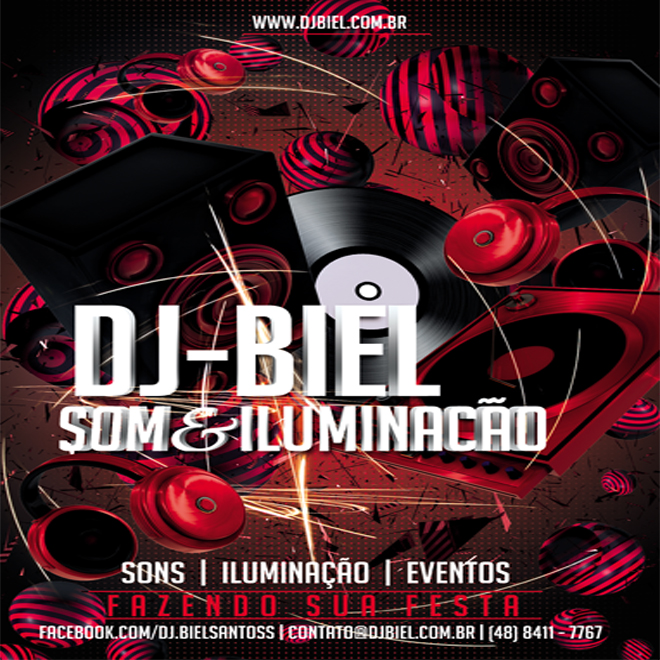 WWW.DJBIEL.COM.BR
DJ-BIEL
SOM & ILUMINACÃO
SONS | ILUMINAÇÃO | EVENTOS
FAZENDO SUA FESTA
FACEBOOK.COM/DJ.BIELSANTOSS | CONTATO@DJBIEL.COM.BR | (48) 8411 - 7767